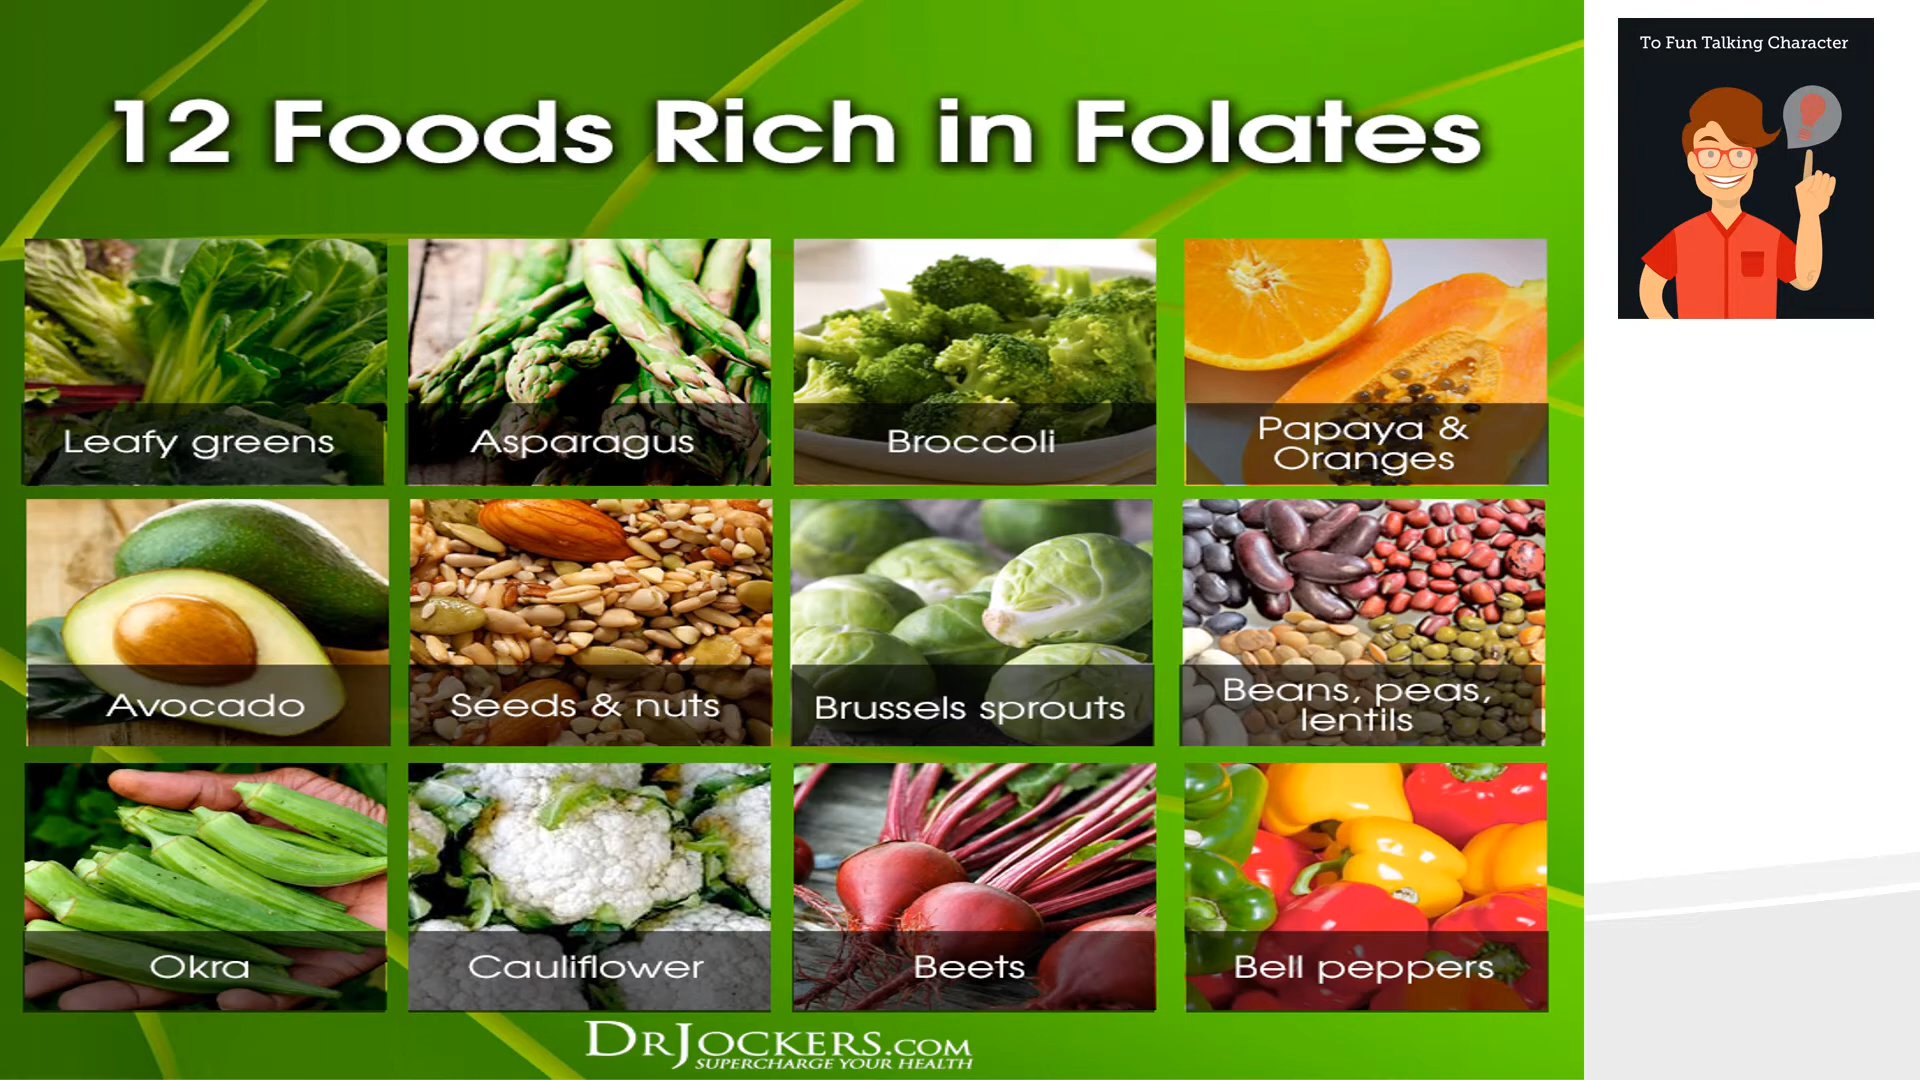 12 Foods Rich in Folates
To Fun Talking Character
Leafy greens
Asparagus
Broccoli
Papaya &
Oranges
Avocado
Seeds & nuts
Brussels sprouts
Beans, peas,
lentils
Okra
Cauliflower
Beets
Bell peppers
DRJOCKERS.COM
SUPERCHARGE YOUR HEALTH